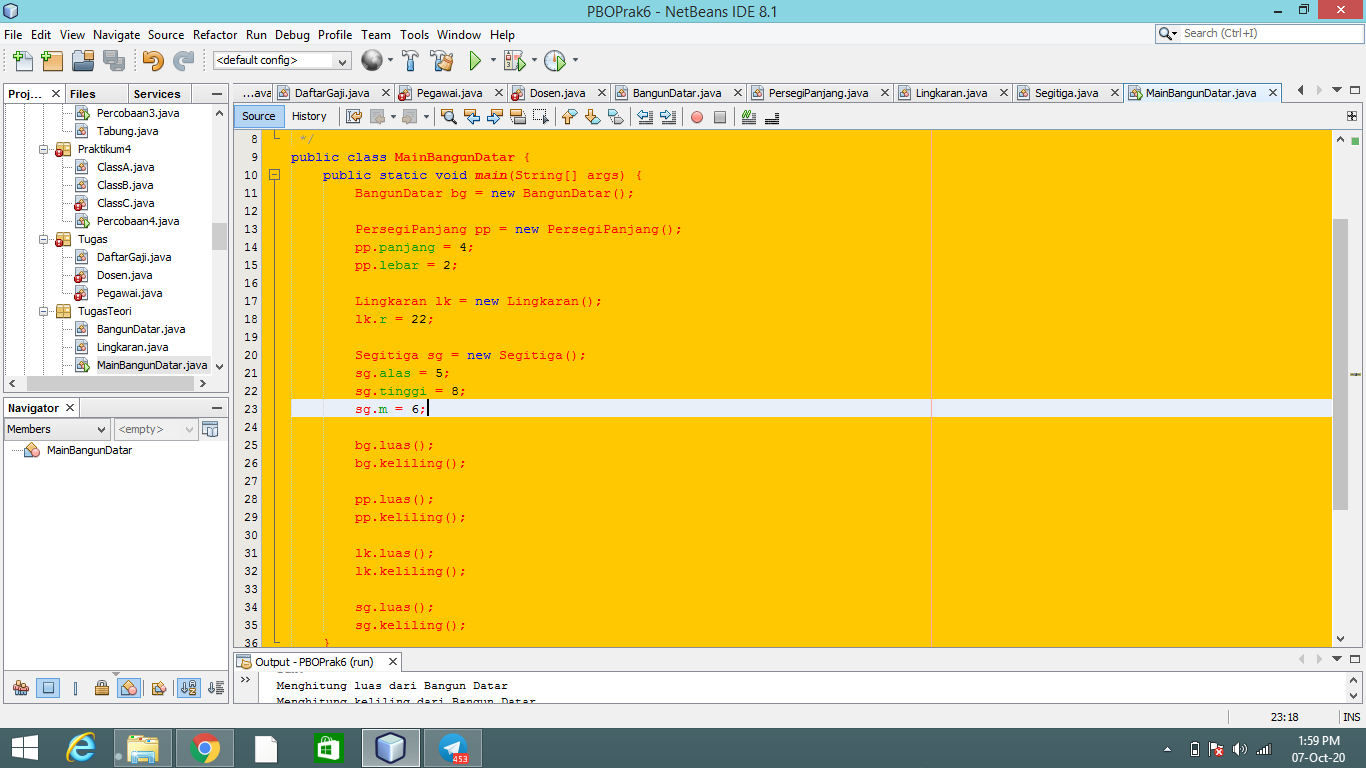 PBOPrak6 - NetBeans IDE 8.1
File Edit View Navigate Source Refactor Run Debug Profile Team Tools Window Help
Search (Ctrl+I)
<default config>
Proj... Files Services
...ava DaftarGaji.java Pegawai.java Dosen.java BangunDatar.java PersegiPanjang.java Lingkaran.java Segitiga.java MainBangunDatar.java
Source History
Percobaan3.java
Tabung.java
Praktikum4
ClassA.java
ClassB.java
ClassC.java
Percobaan4.java
Tugas
DaftarGaji.java
Dosen.java
Pegawai.java
TugasTeori
BangunDatar.java
Lingkaran.java
MainBangunDatar.java
Navigator
Members <empty>
MainBangunDatar
8 */
9 public class MainBangunDatar {
10 public static void main(String[] args) {
11 BangunDatar bg = new BangunDatar();
12
13 PersegiPanjang pp = new PersegiPanjang();
14 pp.panjang = 4;
15 pp.lebar = 2;
16
17 Lingkaran lk = new Lingkaran();
18 lk.r = 22;
19
20 Segitiga sg = new Segitiga();
21 sg.alas = 5;
22 sg.tinggi = 8;
23 sg.m = 6;
24
25 bg.luas();
26 bg.keliling();
27
28 pp.luas();
29 pp.keliling();
30
31 lk.luas();
32 lk.keliling();
33
34 sg.luas();
35 sg.keliling();
36 }
Output - PBOPrak6 (run)
Menghitung luas dari Bangun Datar
Menghitung keliling dari Bangun Datar
23:18 INS
453
1:59 PM
07-Oct-20